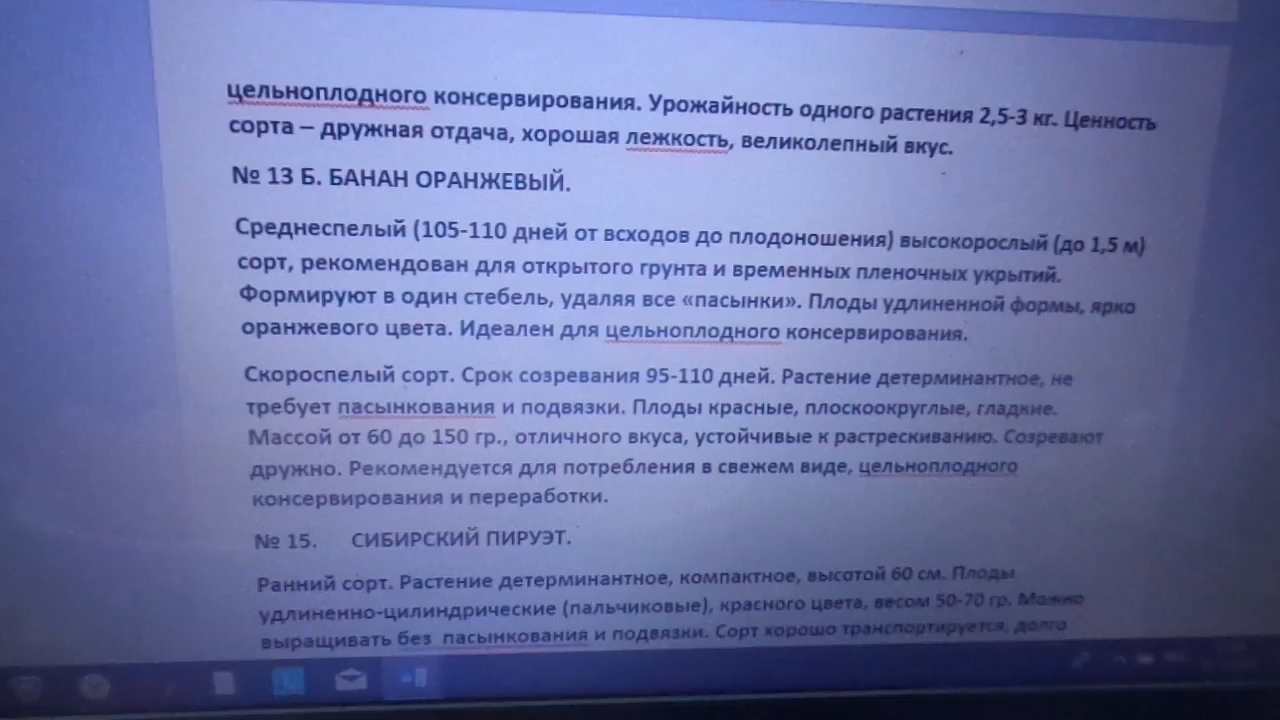 цельноплодного консервирования. Урожайность одного растения 2,5-3 кг. Ценность
сорта – дружная отдача, хорошая лежкость, великолепный вкус.
№ 13 Б. БАНАН ОРАНЖЕВЫЙ.
Среднеспелый (105-110 дней от всходов до плодоношения) высокорослый (до 1,5 м)
сорт, рекомендован для открытого грунта и временных пленочных укрытий.
Формируют в один стебель, удаляя все «пасынки». Плоды удлиненной формы, ярко
оранжевого цвета. Идеален для цельноплодного консервирования.
Скороспелый сорт. Срок созревания 95-110 дней. Растение детерминантное, не
требует пасынкования и подвязки. Плоды красные, плоскоокруглые, гладкие.
Массой от 60 до 150 гр., отличного вкуса, устойчивые к растрескиванию. Созревают
дружно. Рекомендуется для потребления в свежем виде, цельноплодного
консервирования и переработки.
№ 15. СИБИРСКИЙ ПИРУЭТ.
Ранний сорт. Растение детерминантное, компактное, высотой 60 см. Плоды
удлиненно-цилиндрические (пальчиковые), красного цвета, весом 50-70 гр. Можно
выращивать без пасынкования и подвязки. Сорт хорошо транспортируется, долго